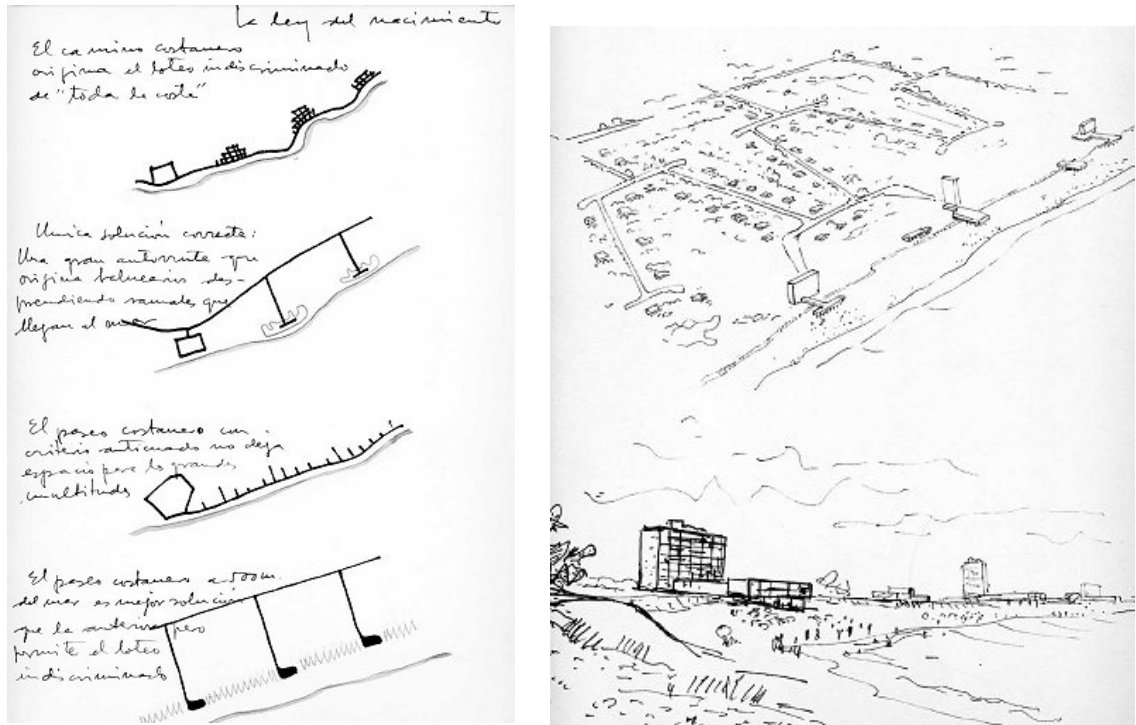 La ley del nacimiento
El camino costanero
origina el loteo indiscriminado
de "toda la costa"
Unica solución correcta:
Una gran autorruta que
origina balnearios des-
prendiendo ramales que
llegan al mar
El paseo costanero con
criterio anticuado no deja
espacio para las grandes
multitudes
El paseo costanero a 500m.
del mar es mejor solución
que la anterior pero
permite el loteo
indiscriminado